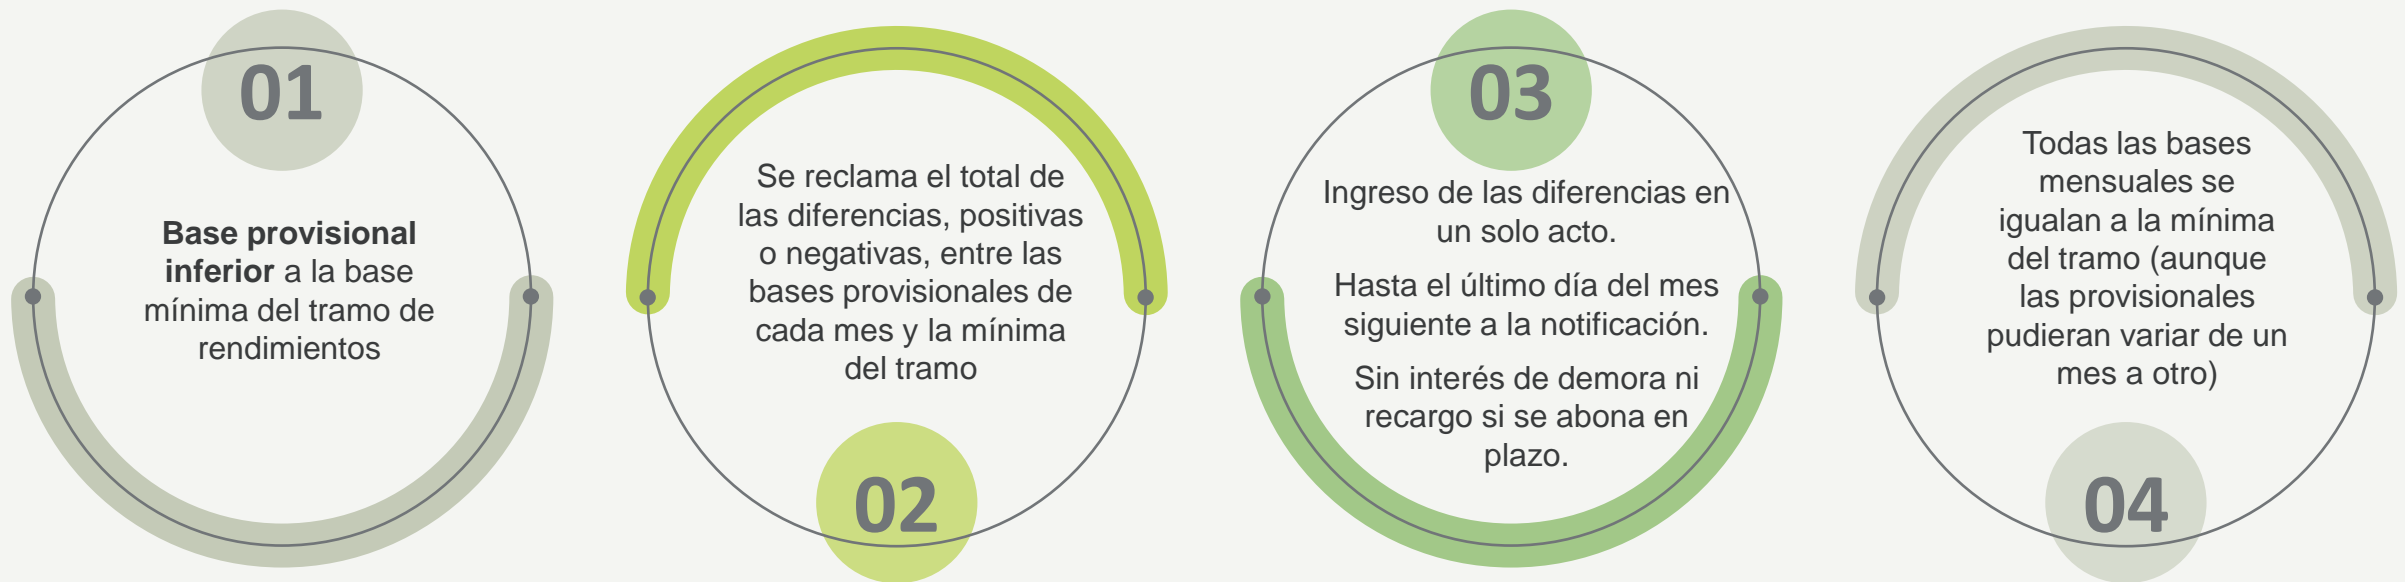 01
Base provisional
inferior a la base
mínima del tramo de
rendimientos
Se reclama el total de
las diferencias, positivas
o negativas, entre las
bases provisionales de
cada mes y la mínima
del tramo
02
03
Ingreso de las diferencias en
un solo acto.
Hasta el último día del mes
siguiente a la notificación.
Sin interés de demora ni
recargo si se abona en
plazo.
Todas las bases
mensuales se
igualan a la mínima
del tramo (aunque
las provisionales
pudieran variar de un
mes a otro)
04